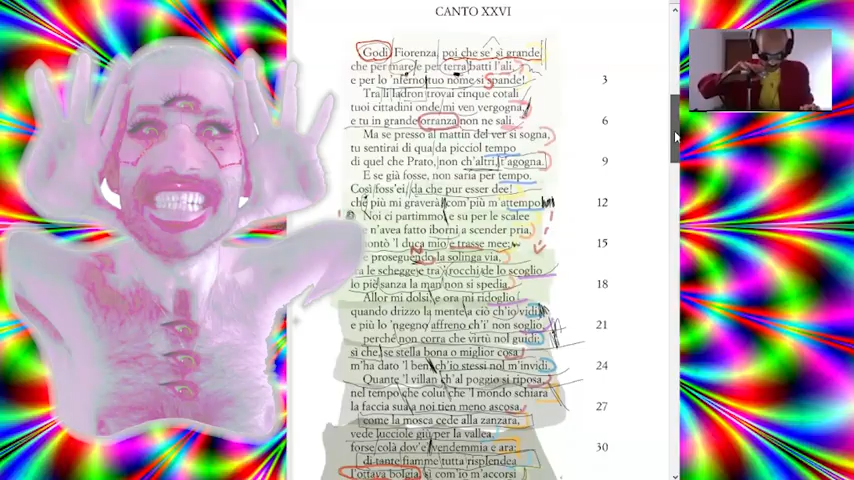 CANTO XXVI
Godi, Fiorenza, poi che se' sì grande,
che per mare e per terra batti l'ali,
e per lo 'nferno tuo nome si spande!
3
Tra li ladron trovai cinque cotali
tuoi cittadini onde mi ven vergogna,
e tu in grande orranza non ne sali.
6
Ma se presso al mattin del ver si sogna,
tu sentirai di qua da picciol tempo
di quel che Prato, non ch'altri, t'agogna.
9
E se già fosse, non saria per tempo.
Così foss'ei, da che pur esser dee!
ché più mi graverà, com più m'attempo.
12
Noi ci partimmo, e su per le scalee
n'avea fatto iborni a scender pria,
montò 'l duca mio e trasse mee;
15
e proseguendo la solinga via,
tra le schegge e tra ' rocchi de lo scoglio
lo piè sanza la man non si spedia.
18
Allor mi dolsi, e ora mi ridoglio
quando drizzo la mente a ciò ch'io vidi,
e più lo 'ngegno affreno ch'i' non soglio,
21
perché non corra che virtù nol guidi;
sì che, se stella bona o miglior cosa
m'ha dato 'l ben, ch'io stessi nol m'invidi.
24
Quante 'l villan ch'al poggio si riposa,
nel tempo che colui che 'l mondo schiara
la faccia sua a noi tien meno ascosa,
27
come la mosca cede alla zanzara,
vede lucciole giù per la vallea,
forse colà dov'e' vendemmia e ara:
30
di tante fiamme tutta risplendea
l'ottava bolgia, sì com'io m'accorsi